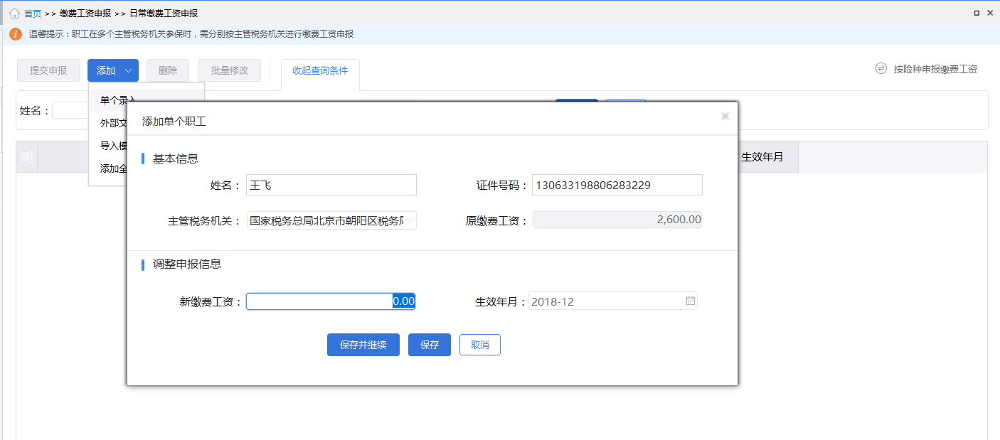 首页 >> 缴费工资申报 >> 日常缴费工资申报
温馨提示：职工在多个主管税务机关参保时，需分别按主管税务机关进行缴费工资申报
提交申报 添加 删除 批量修改 收起查询条件 按险种申报缴费工资
单个录入
姓名：
外部文
导入模
添加全
生效年月
添加单个职工
基本信息
姓名： 王飞 证件号码： 130633198806283229
主管税务机关： 国家税务总局北京市朝阳区税务局 原缴费工资： 2,600.00
调整申报信息
新缴费工资： 0.00 生效年月： 2018-12
保存并继续 保存 取消